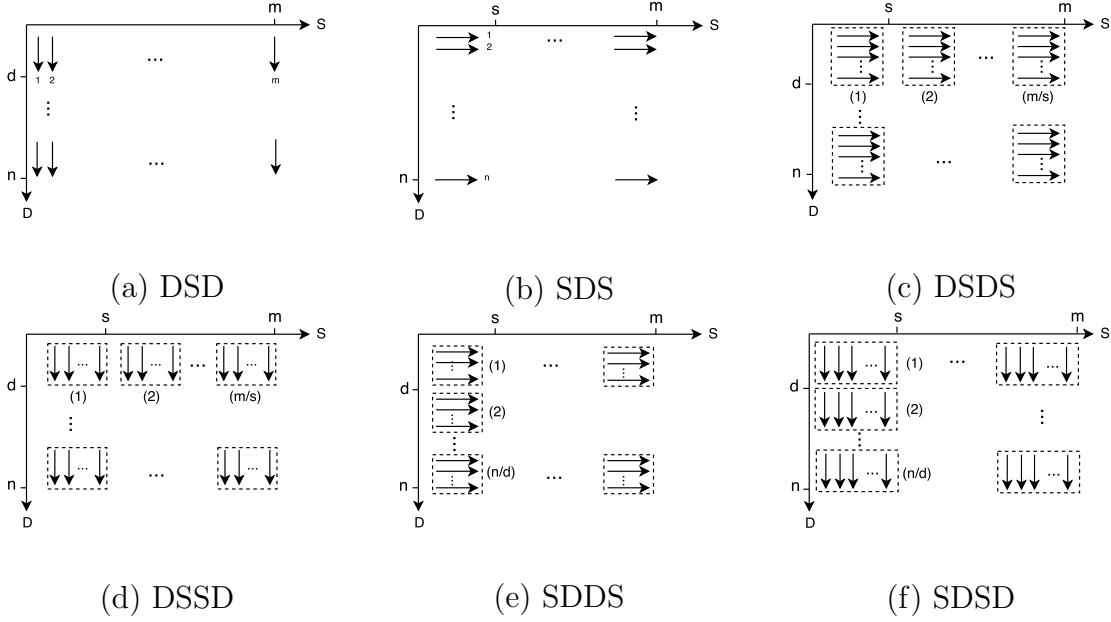 m
S
d
1 2
...
m
⋮
...
n
D
(a) DSD
s
m
S
1
2
...
⋮
⋮
n
n
D
(b) SDS
s
m
S
...
d
(1)
(2)
(m/s)
⋮
...
n
D
(c) DSDS
s
m
S
...
d
(1)
(2)
(m/s)
⋮
...
n
D
(d) DSSD
s
m
S
(1)
...
d
(2)
⋮
(n/d)
...
n
D
(e) SDDS
s
m
S
(1)
...
d
(2)
⋮
⋮
(n/d)
n
D
(f) SDSD